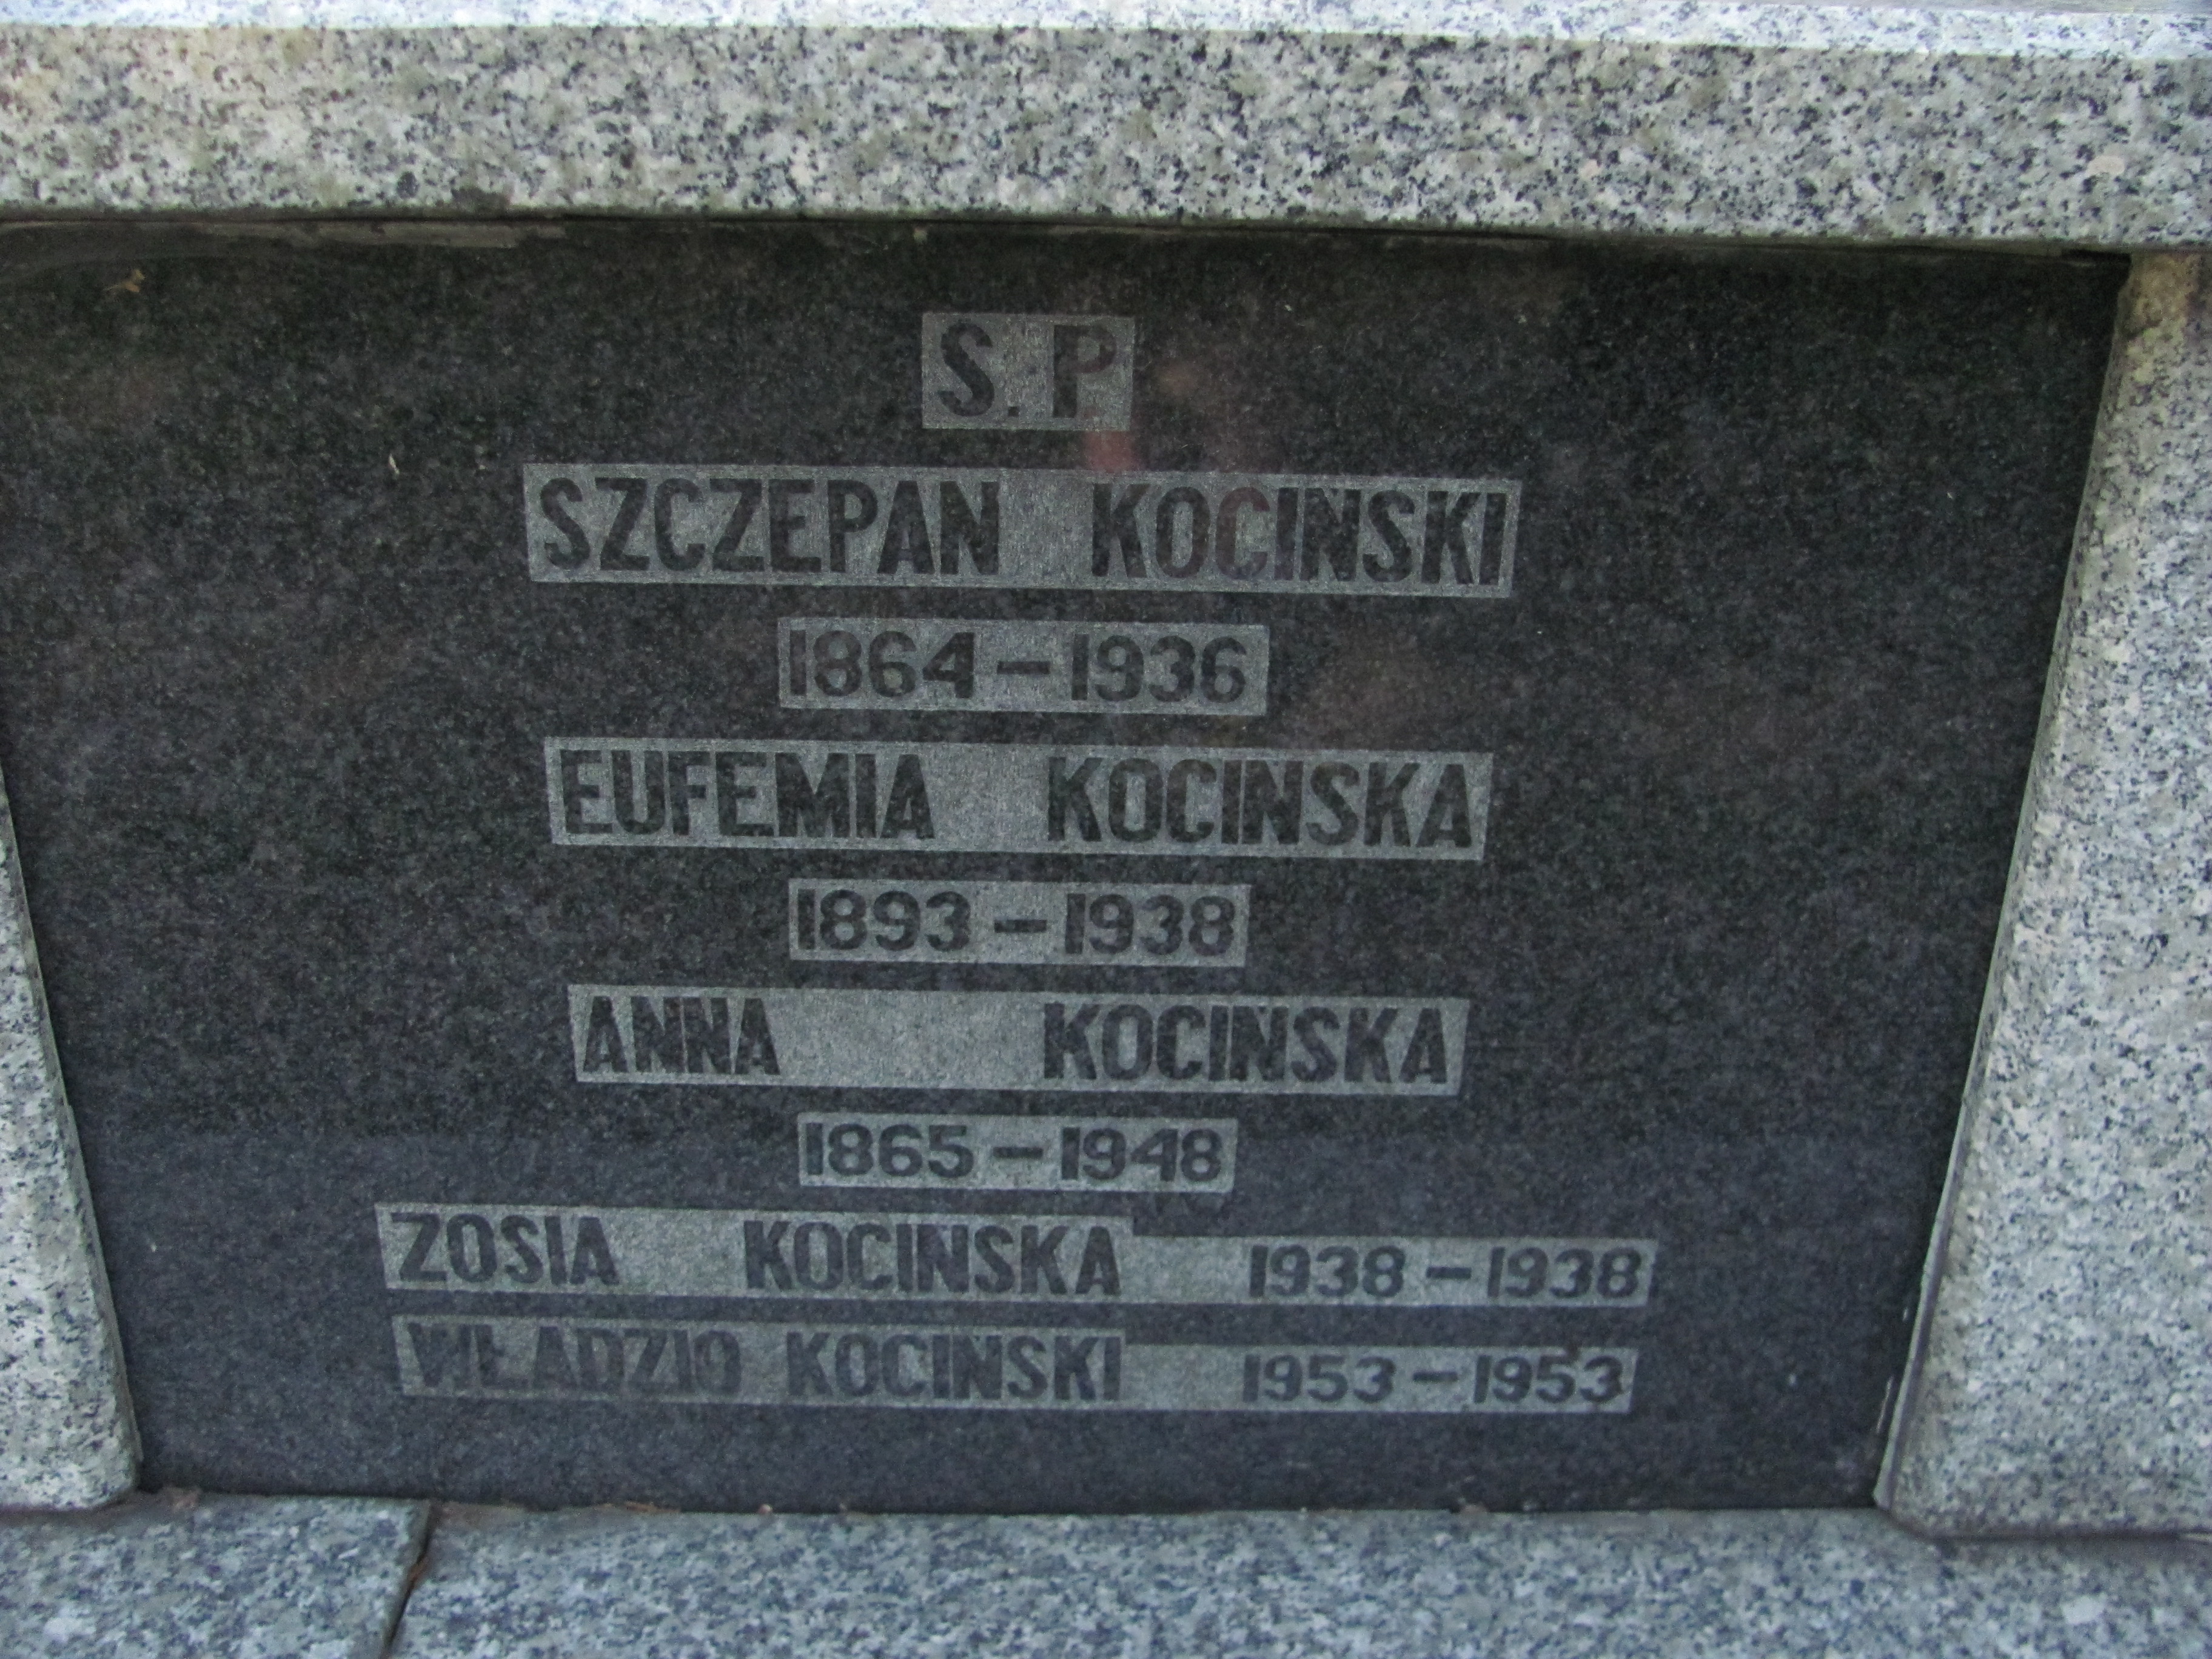 S. P.
SZCZEPAN KOCINSKI
1864 – 1936
EUFEMIA KOCINSKA
1893 – 1938
ANNA KOCINSKA
1865 – 1948
ZOSIA KOCINSKA 1938 – 1938
WŁADZIO KOCINSKI 1953 – 1953